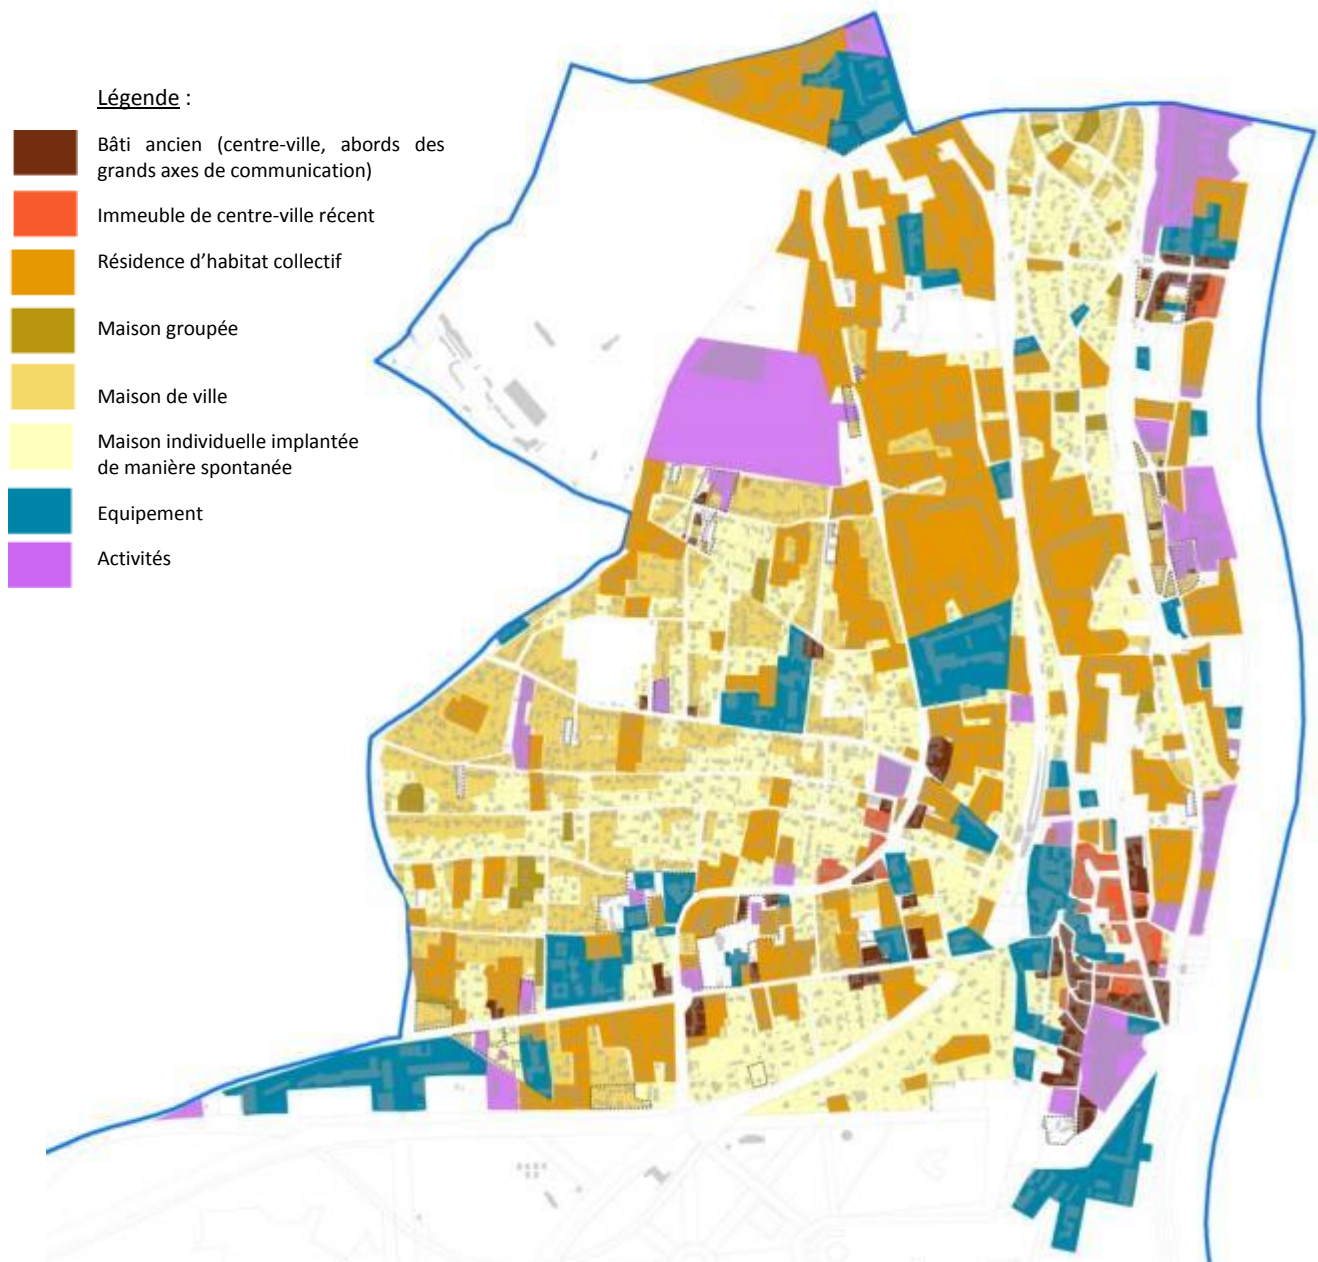 Légende :
Bâti ancien (centre-ville, abords des
grands axes de communication)
Immeuble de centre-ville récent
Résidence d’habitat collectif
Maison groupée
Maison de ville
Maison individuelle implantée
de manière spontanée
Equipement
Activités